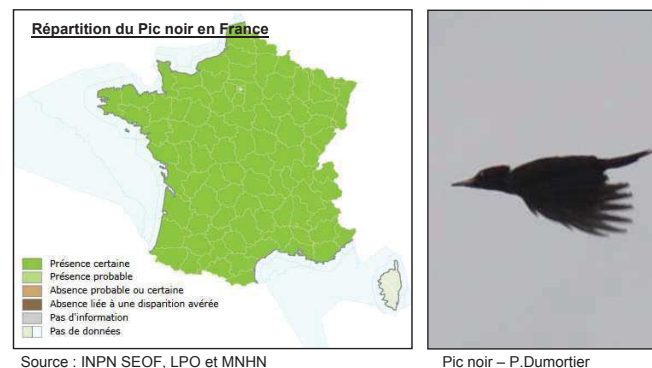 Répartition du Pic noir en France
Présence certaine
Présence probable
Absence probable ou certaine
Absence liée à une disparition avérée
Pas d'information
Pas de données
Source : INPN SEOF, LPO et MNHN
Pic noir – P.Dumortier